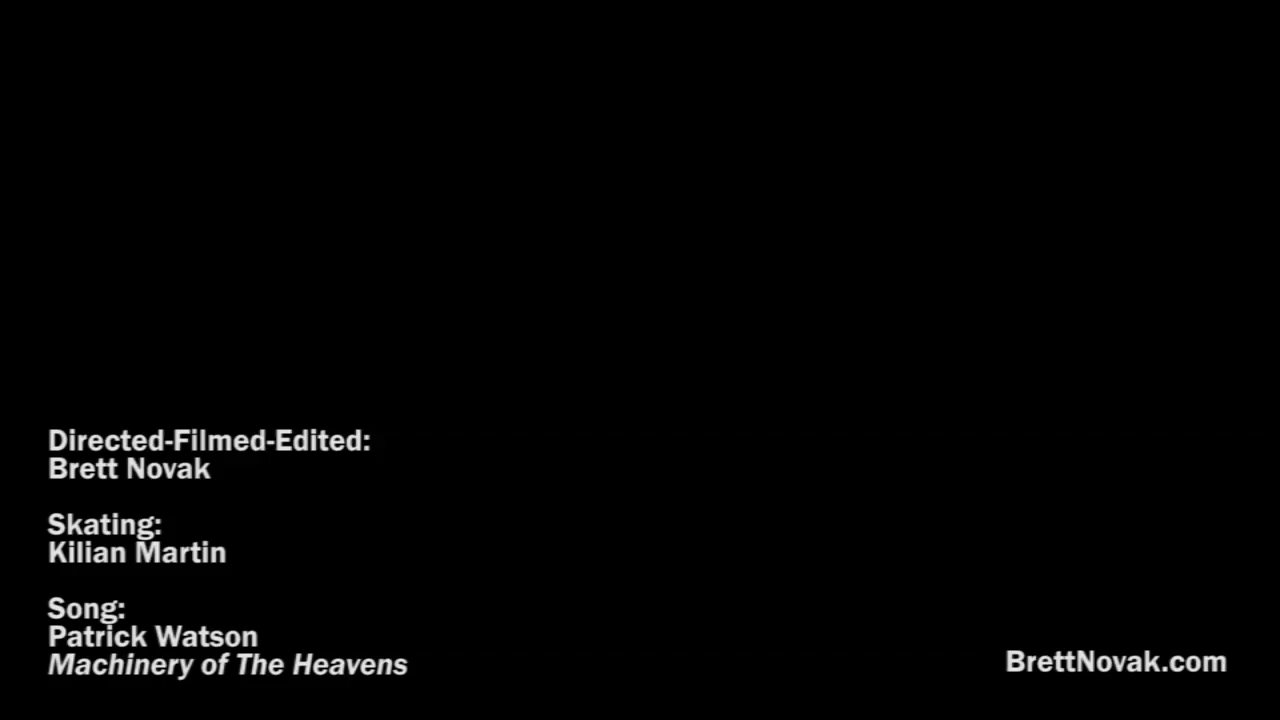 Directed-Filmed-Edited:
Brett Novak
Skating:
Kilian Martin
Song:
Patrick Watson
Machinery of The Heavens
BrettNovak.com